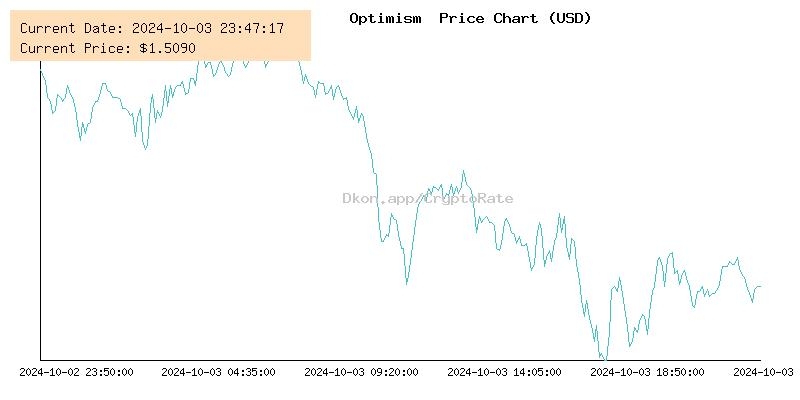 Optimism  Price Chart (USD)
Current Date: 2024-10-03 23:47:17
Current Price: $1.5090
Dkon.app/CryptoRate
2024-10-02 23:50:00 2024-10-03 04:35:00 2024-10-03 09:20:00 2024-10-03 14:05:00 2024-10-03 18:50:00 2024-10-03